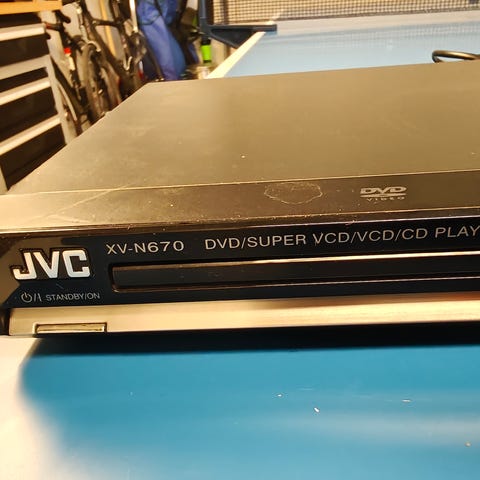 DVD
VIDEO
JVC
XV-N670 DVD/SUPER VCD/VCD/CD PLAY
STANDBY/ON